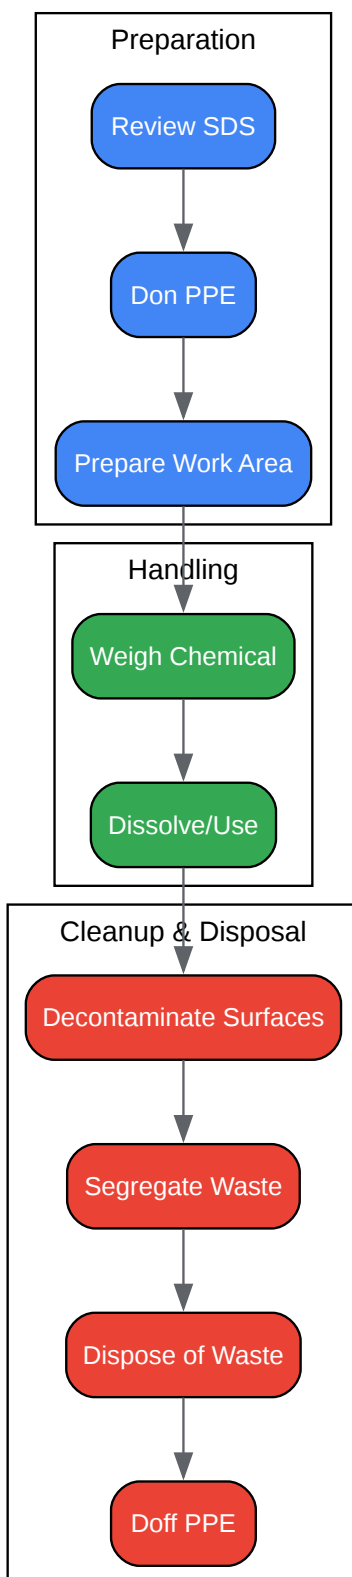 Preparation
Review SDS
Don PPE
Prepare Work Area
Handling
Weigh Chemical
Dissolve/Use
Cleanup & Disposal
Decontaminate Surfaces
Segregate Waste
Dispose of Waste
Doff PPE